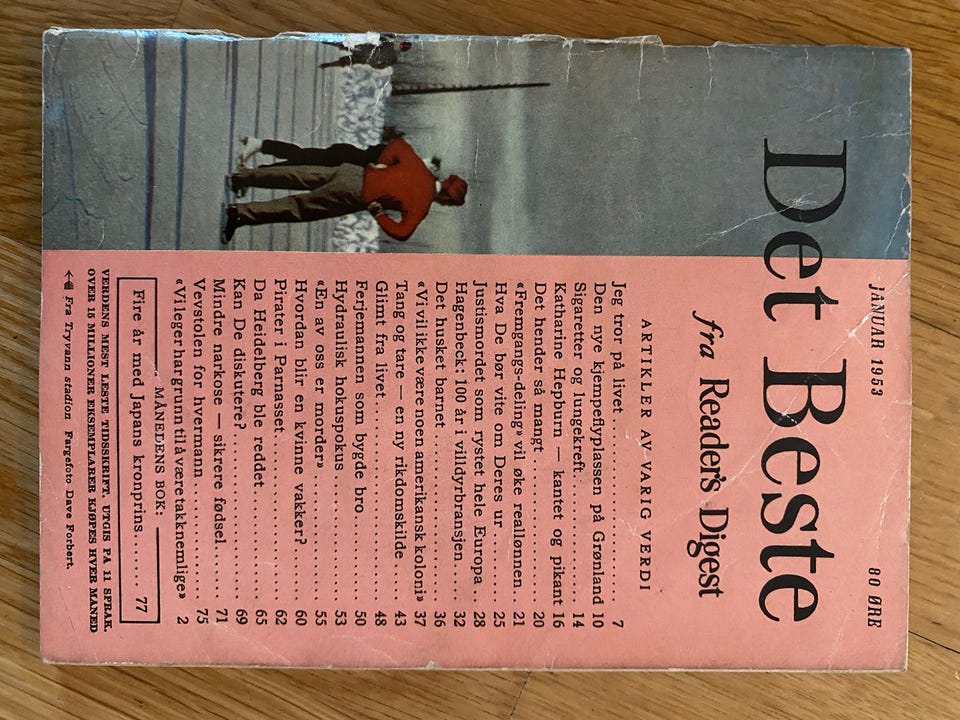 JANUAR 1953 90 ØRE
Det Beste
fra Reader's Digest
ARTIKLER AV VARIG VERDI
Jeg tror på livet 7
Den nye kjempeflyplassen på Grønland 10
Sigaretter og lungekreft 14
Katharine Hepburn — kantet og pikant 16
Det hender så mangt 20
«Fremgangs-deling» vil øke reallønnen 21
Hva De bør vite om Deres ur 25
Justismordet som rystet hele Europa 28
Hagenbeck: 100 år i villdyrbransjen 32
Det husket barnet 36
«Vi vil ikke være noen amerikansk koloni» 37
Tang og tare — en ny rikdomskilde 43
Glimt fra livet 48
Ferjemannen som bygde bro 50
Hydraulisk hokuspokus 53
«En av oss er morder» 55
Hvordan blir en kvinne vakker? 60
Pirater i Parnasset 62
Da Heidelberg ble reddet 65
Kan De diskutere? 69
Mindre narkose — sikrere fødsel 71
Vevstolen for hvermann 75
«Vi leger har grunn til å være takknemlige» 2
MÅNEDENS BOK:
Fire år med Japans kronprins 77
VERDENS MEST LESTE TIDSSKRIFT. UTGIS PÅ 11 SPRÅK.
OVER 15 MILLIONER EKSEMPLARER KJØPES HVER MÅNED
Fra Tryvann stadion Fargefoto Dave Forbert.